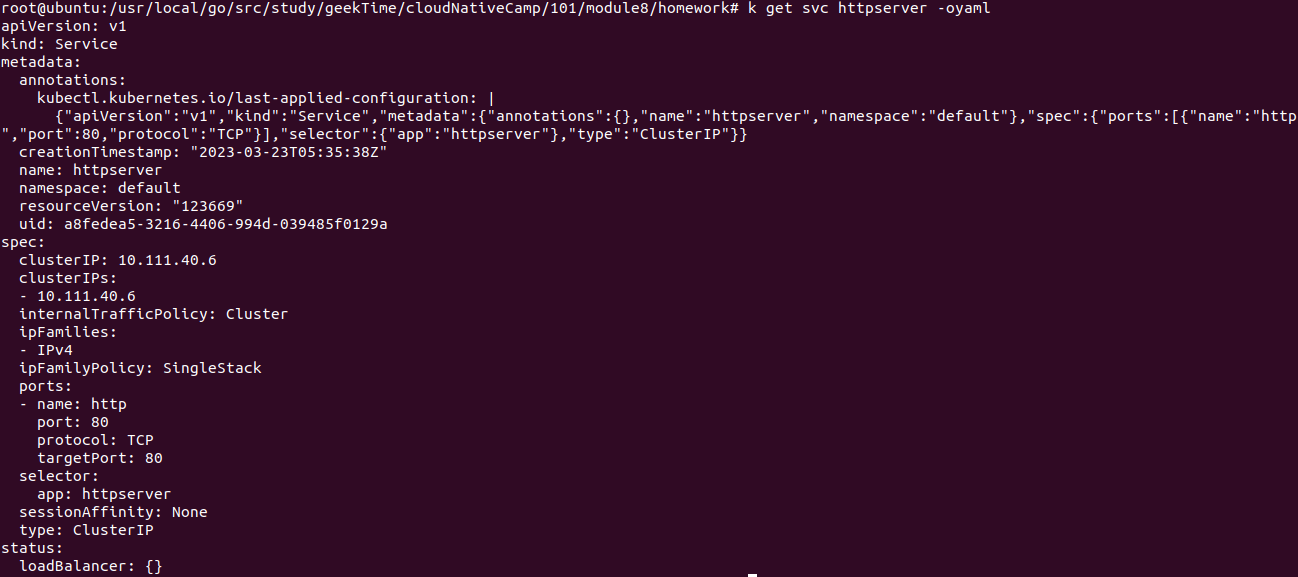 root@ubuntu:/usr/local/go/src/study/geekTime/cloudNativeCamp/101/module8/homework# k get svc httpserver -oyaml
apiVersion: v1
kind: Service
metadata:
  annotations:
    kubectl.kubernetes.io/last-applied-configuration: |
      {"apiVersion":"v1","kind":"Service","metadata":{"annotations":{},"name":"httpserver","namespace":"default"},"spec":{"ports":[{"name":"http
","port":80,"protocol":"TCP"}],"selector":{"app":"httpserver"},"type":"ClusterIP"}}
  creationTimestamp: "2023-03-23T05:35:38Z"
  name: httpserver
  namespace: default
  resourceVersion: "123669"
  uid: a8fedea5-3216-4406-994d-039485f0129a
spec:
  clusterIP: 10.111.40.6
  clusterIPs:
  - 10.111.40.6
  internalTrafficPolicy: Cluster
  ipFamilies:
  - IPv4
  ipFamilyPolicy: SingleStack
  ports:
  - name: http
    port: 80
    protocol: TCP
    targetPort: 80
  selector:
    app: httpserver
  sessionAffinity: None
  type: ClusterIP
status:
  loadBalancer: {}